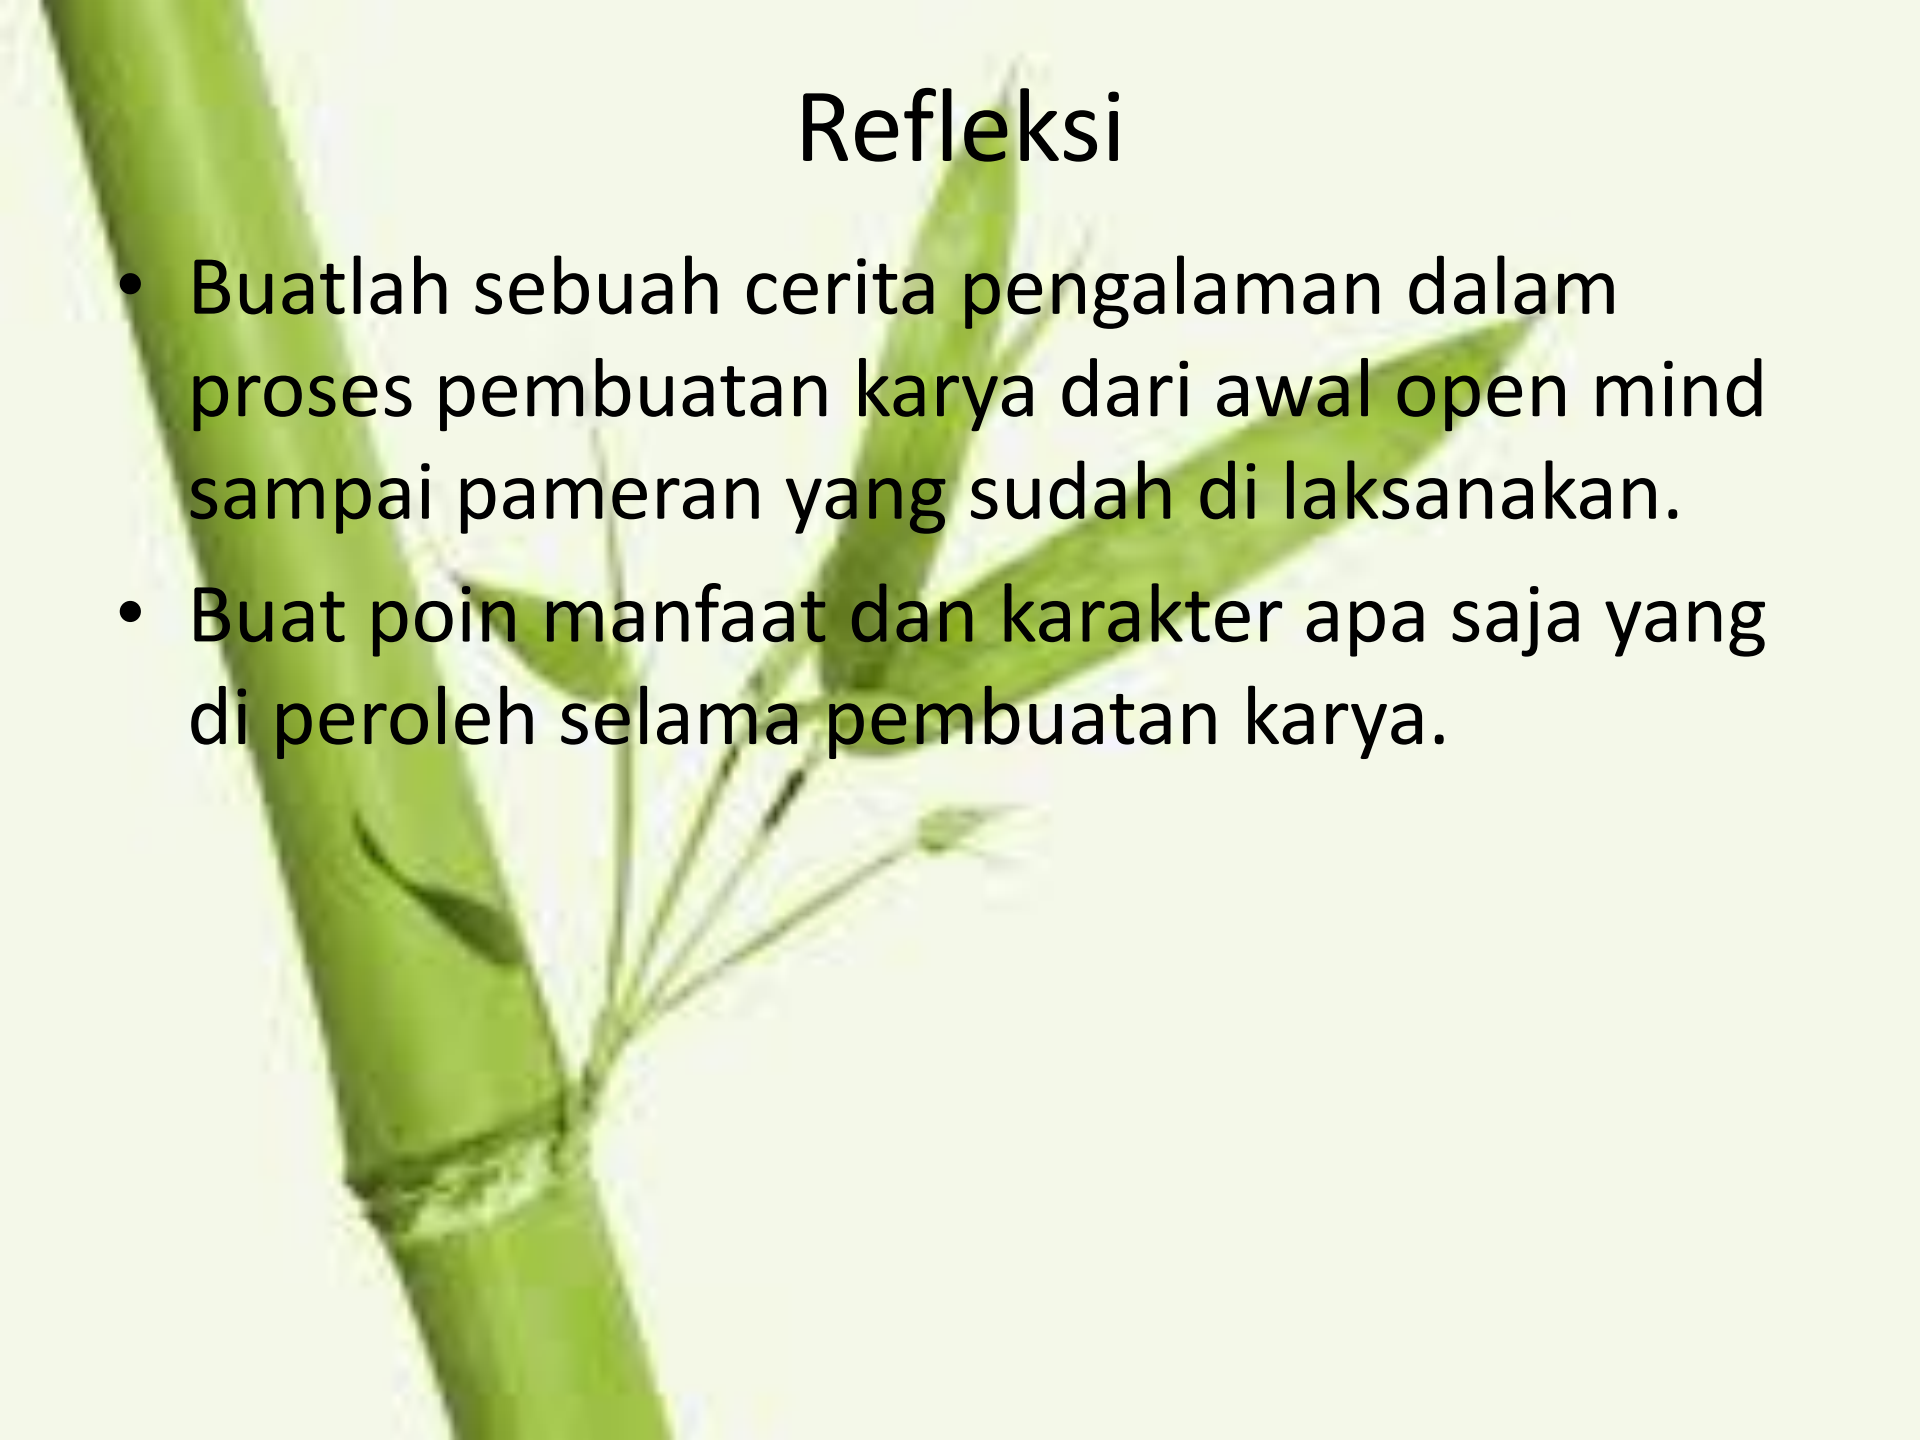 Refleksi
• Buatlah sebuah cerita pengalaman dalam
proses pembuatan karya dari awal open mind
sampai pameran yang sudah di laksanakan.
• Buat poin manfaat dan karakter apa saja yang
di peroleh selama pembuatan karya.